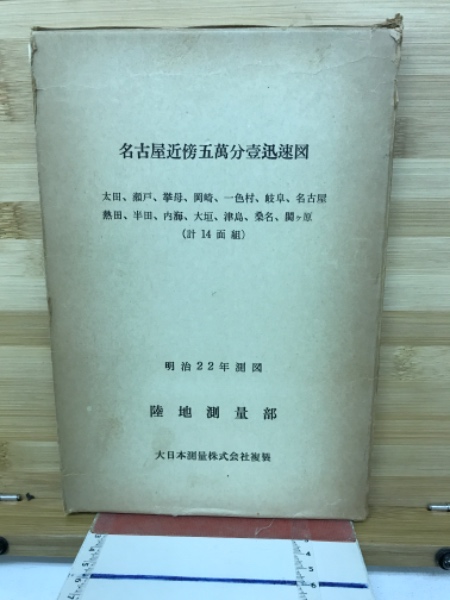 名古屋近傍五萬分壹迅速図
太田、瀬戸、挙母、岡崎、一色村、岐阜、名古屋
熱田、半田、内海、大垣、津島、桑名、関ヶ原
(計14面組)
明治22年測図
陸地測量部
大日本測量株式会社複製